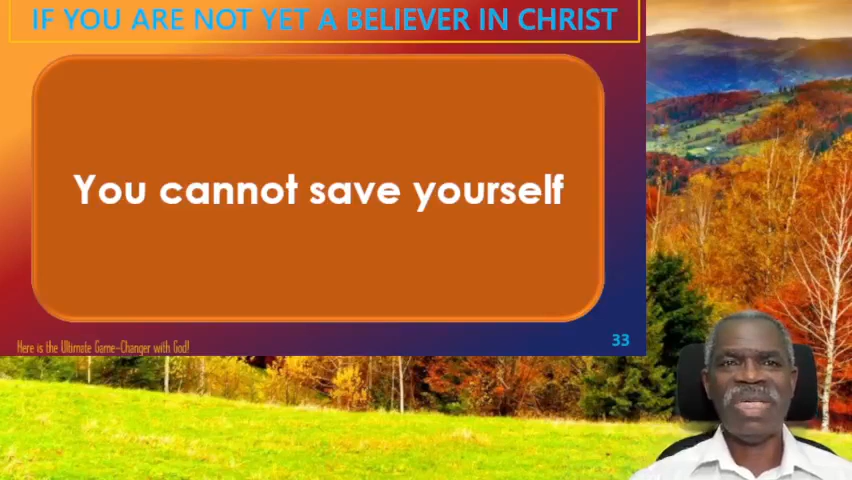 IF YOU ARE NOT YET A BELIEVER IN CHRIST
You cannot save yourself
Here is the Ultimate Game-Changer with God!
33